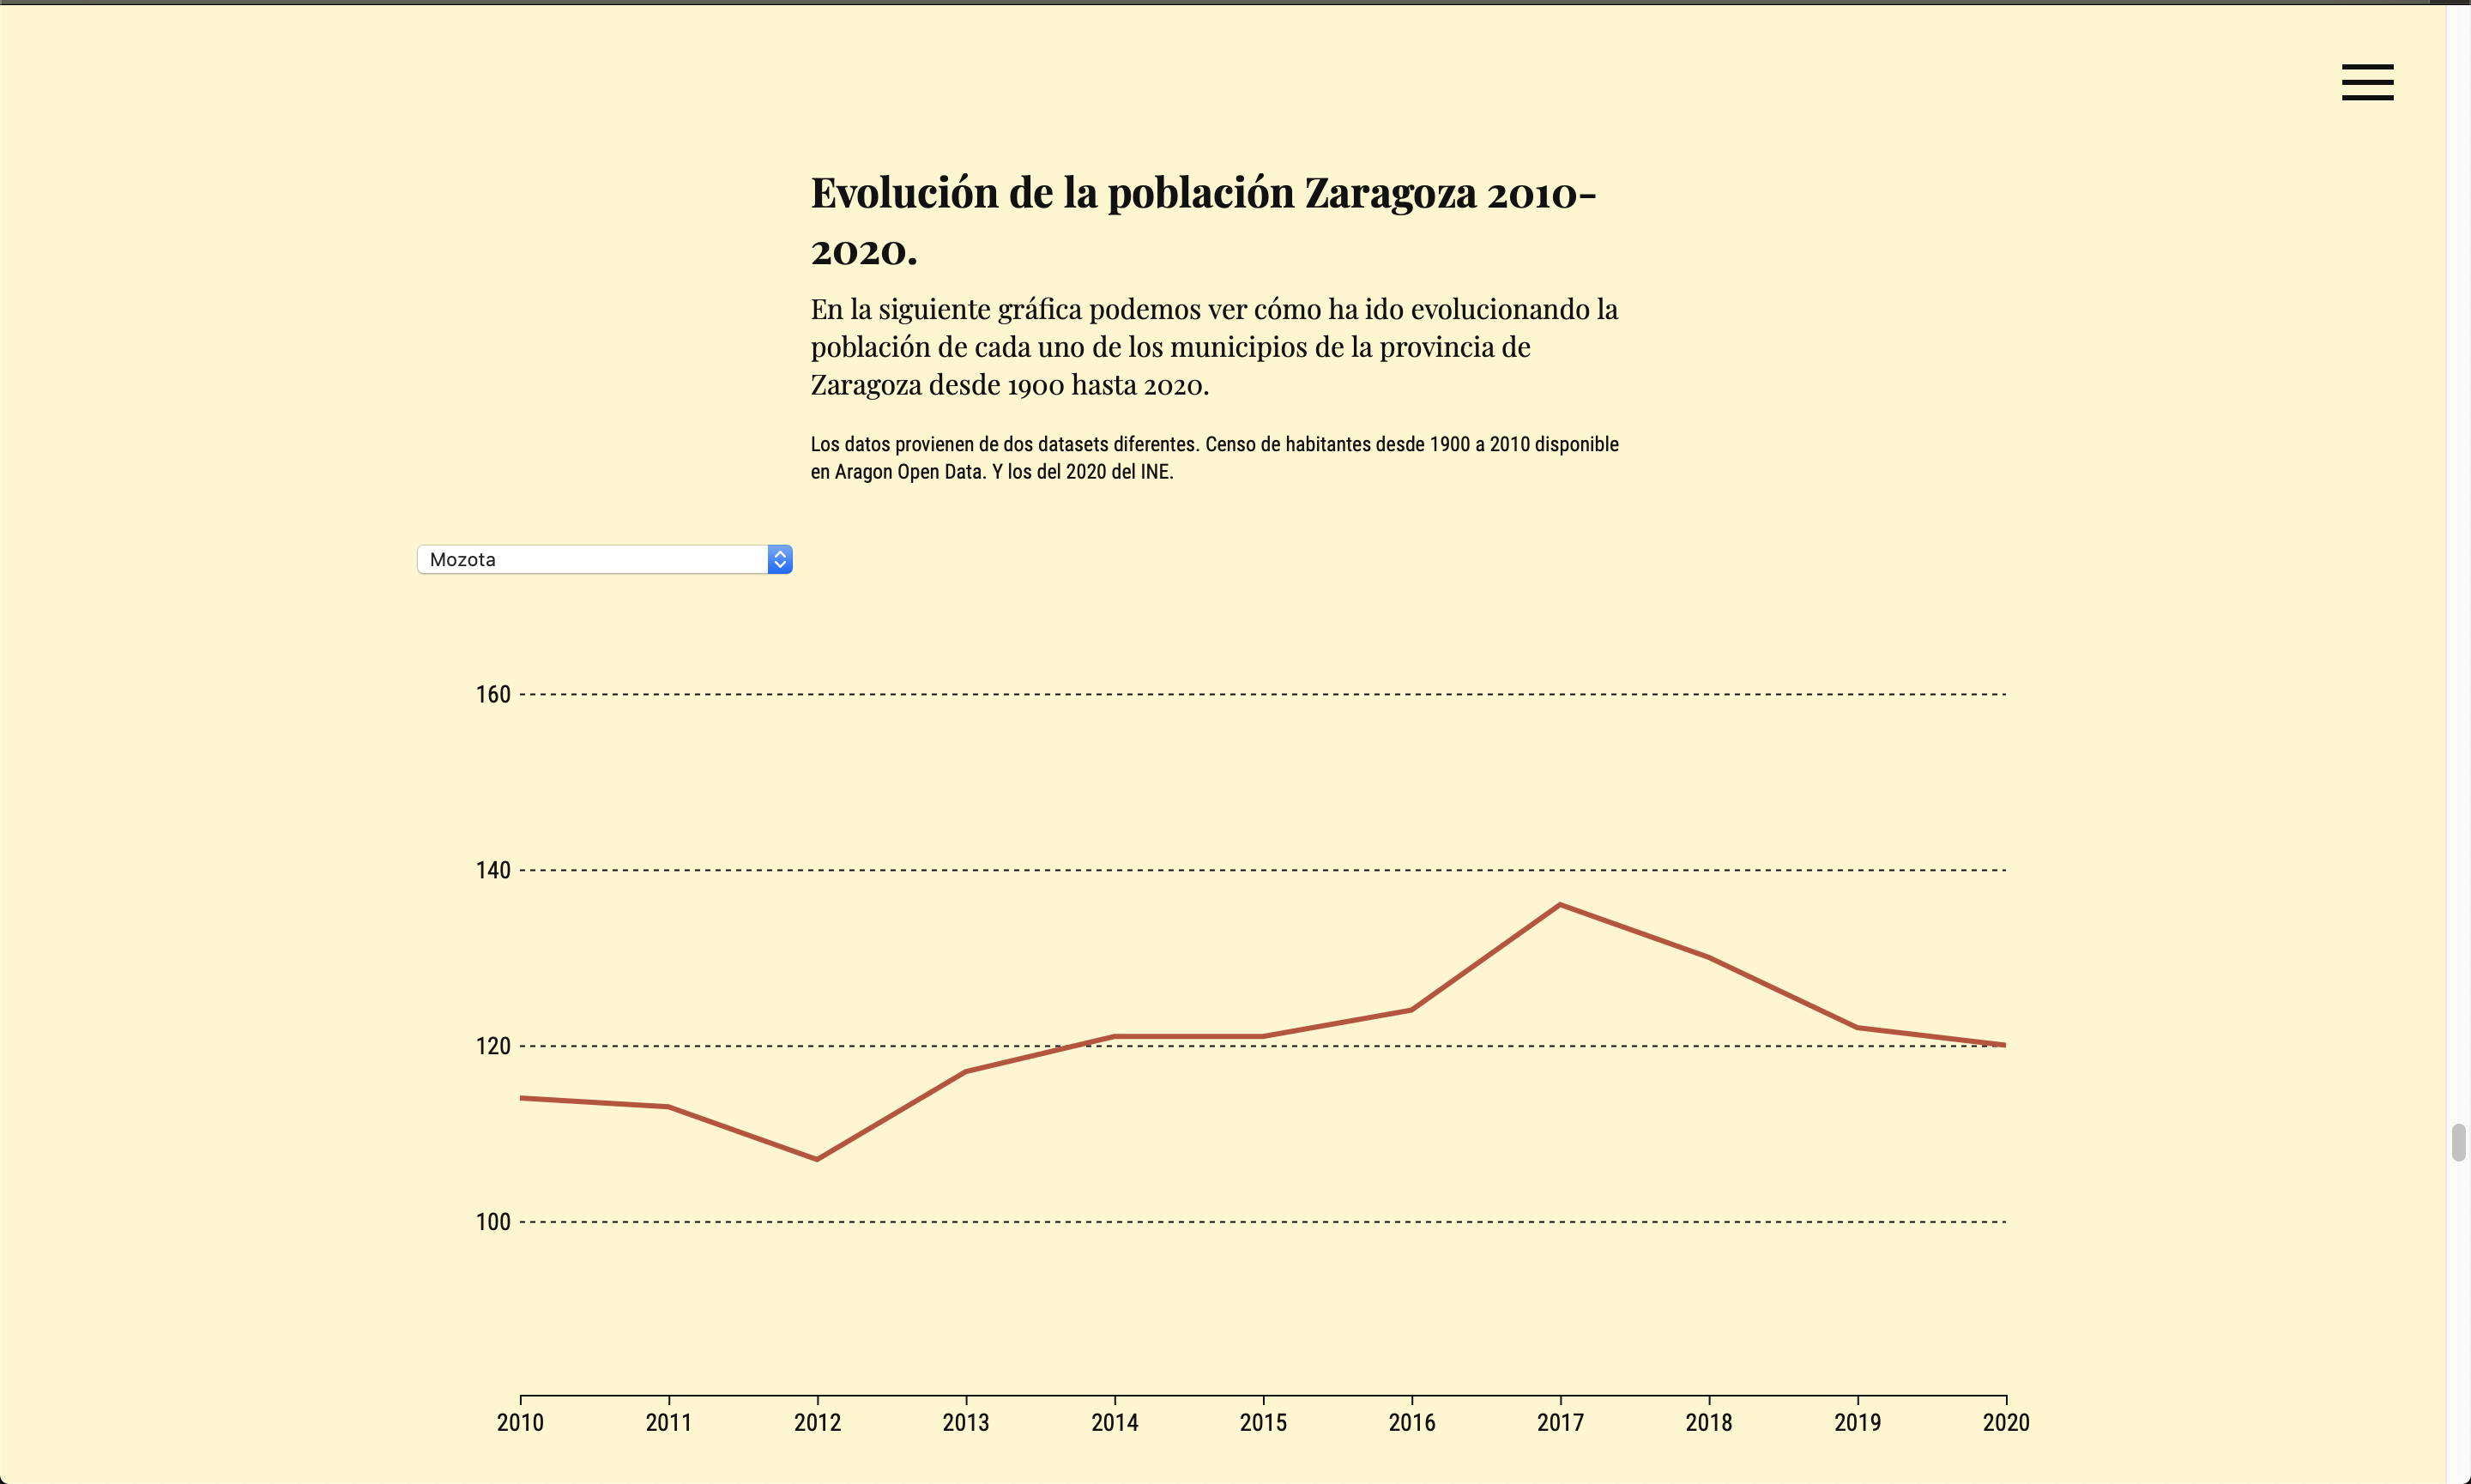 Evolución de la población Zaragoza 2010-
2020.
En la siguiente gráfica podemos ver cómo ha ido evolucionando la
población de cada uno de los municipios de la provincia de
Zaragoza desde 1900 hasta 2020.
Los datos provienen de dos datasets diferentes. Censo de habitantes desde 1900 a 2010 disponible
en Aragon Open Data. Y los del 2020 del INE.
Mozota
160
140
120
100
2010 2011 2012 2013 2014 2015 2016 2017 2018 2019 2020